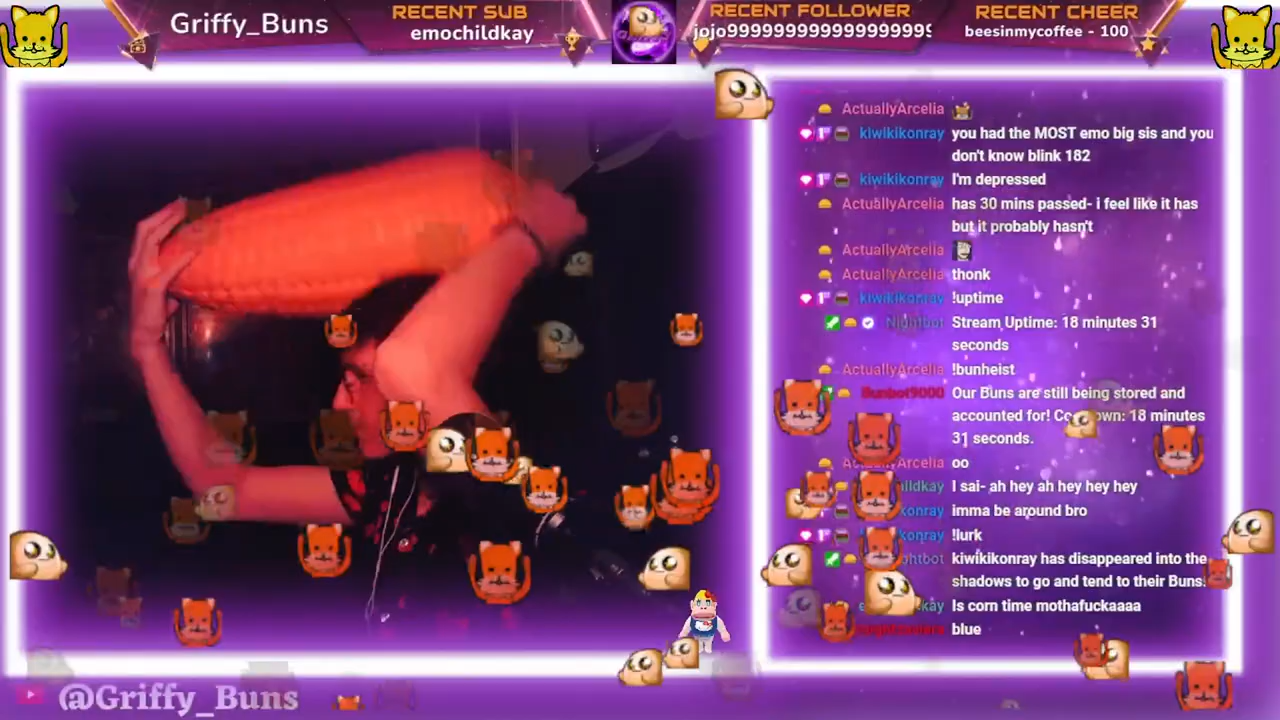 Griffy_Buns
RECENT SUB
emochildkay
RECENT FOLLOWER
RECENT CHEER
beesinmycoffee - 100
ActuallyArcelia
kiwikikonray you had the MOST emo big sis and you
don't know blink 182
kiwikikonray I'm depressed
ActuallyArcelia has 30 mins passed- i feel like it has
but it probably hasn't
ActuallyArcelia
ActuallyArcelia thonk
kiwikikonray !uptime
Nightbot Stream Uptime: 18 minutes 31
seconds
ActuallyArcelia !bunheist
Bunbot9000 Our Buns are still being stored and
accounted for! 18 minutes
31 seconds.
ActuallyArcelia oo
I sai- ah hey ah hey hey hey
imma be around bro
!lurk
kiwikikonray has disappeared into the
shadows to go and tend to their Buns.
Is corn time mothafuckaaaa
blue
@Griffy_Buns